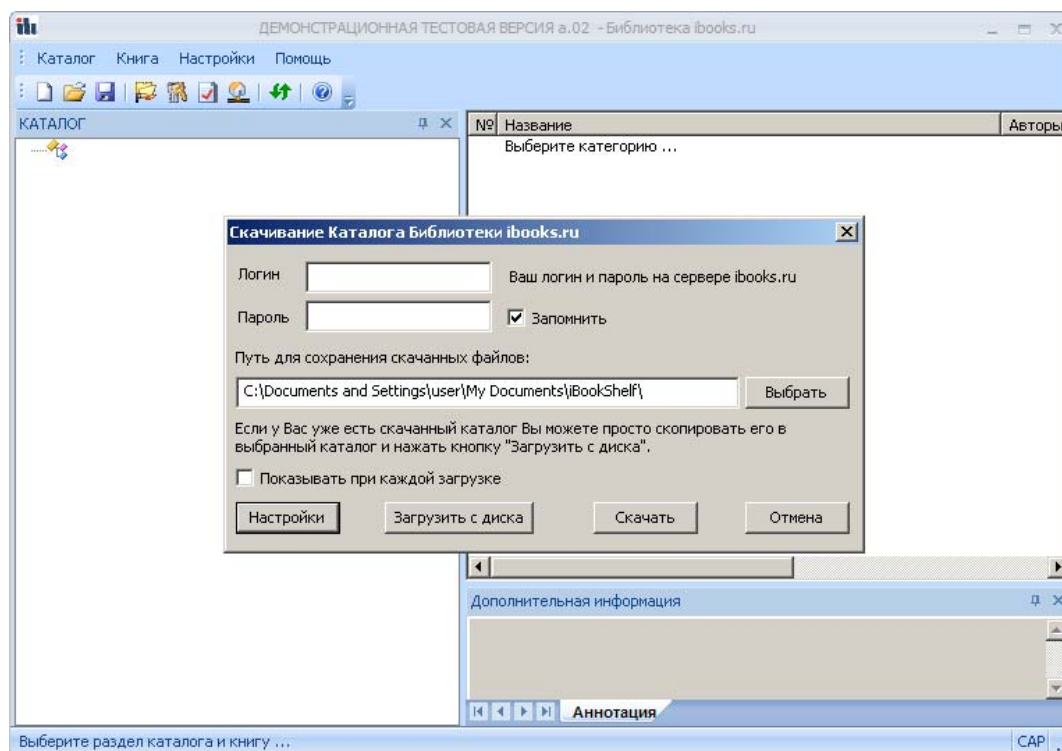 ДЕМОНСТРАЦИОННАЯ ТЕСТОВАЯ ВЕРСИЯ а.02 - Библиотека ibooks.ru
Каталог Книга Настройки Помощь
КАТАЛОГ
№ Название Авторы
Выберите категорию ...
Скачивание Каталога Библиотеки ibooks.ru
Логин Ваш логин и пароль на сервере ibooks.ru
Пароль Запомнить
Путь для сохранения скачанных файлов:
C:\Documents and Settings\user\My Documents\iBookShelf\ Выбрать
Если у Вас уже есть скачанный каталог Вы можете просто скопировать его в
выбранный каталог и нажать кнопку "Загрузить с диска".
Показывать при каждой загрузке
Настройки Загрузить с диска Скачать Отмена
Дополнительная информация
Аннотация
Выберите раздел каталога и книгу ... CAP